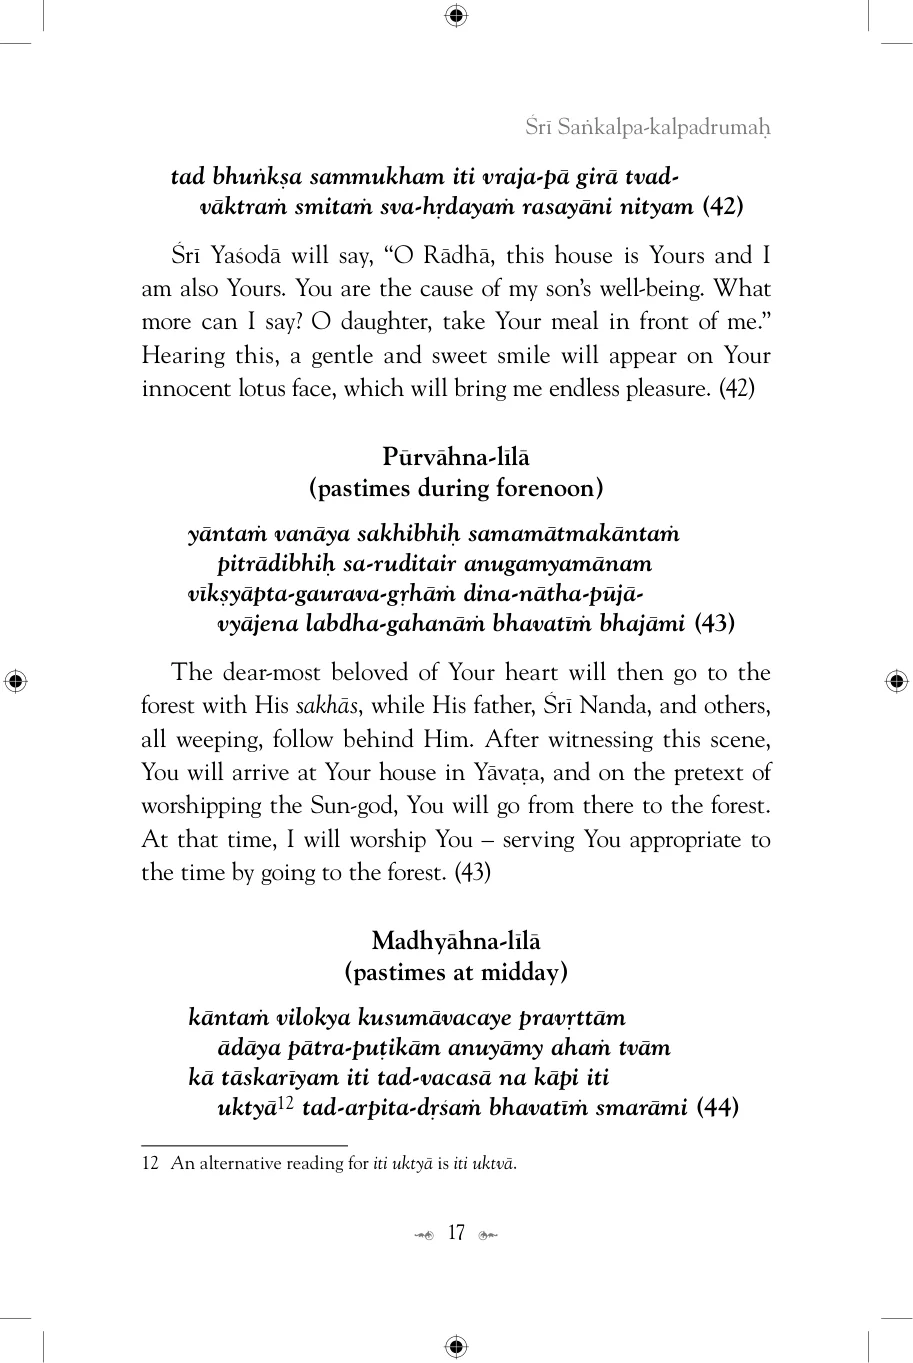 Śrī Saṅkalpa-kalpadrumaḥ
tad bhuṅkṣa sammukham iti vraja-pā girā tvad-
vāktraṁ smitaṁ sva-hṛdayaṁ rasayāni nityam (42)
Śrī Yaśodā will say, “O Rādhā, this house is Yours and I
am also Yours. You are the cause of my son’s well-being. What
more can I say? O daughter, take Your meal in front of me.”
Hearing this, a gentle and sweet smile will appear on Your
innocent lotus face, which will bring me endless pleasure. (42)
Pūrvāhna-līlā
(pastimes during forenoon)
yāntaṁ vanāya sakhibhiḥ samamātmakāntaṁ
pitrādibhiḥ sa-ruditair anugamyamānam
vīkṣyāpta-gaurava-gṛhāṁ dina-nātha-pūjā-
vyājena labdha-gahanāṁ bhavatīṁ bhajāmi (43)
The dear-most beloved of Your heart will then go to the
forest with His sakhās, while His father, Śrī Nanda, and others,
all weeping, follow behind Him. After witnessing this scene,
You will arrive at Your house in Yāvaṭa, and on the pretext of
worshipping the Sun-god, You will go from there to the forest.
At that time, I will worship You – serving You appropriate to
the time by going to the forest. (43)
Madhyāhna-līlā
(pastimes at midday)
kāntaṁ vilokya kusumāvacaye pravṛttām
ādāya pātra-puṭikām anuyāmy ahaṁ tvām
kā tāskarīyam iti tad-vacasā na kāpi iti
uktyā12 tad-arpita-dṛśaṁ bhavatīṁ smarāmi (44)
12 An alternative reading for iti uktyā is iti uktvā.
17